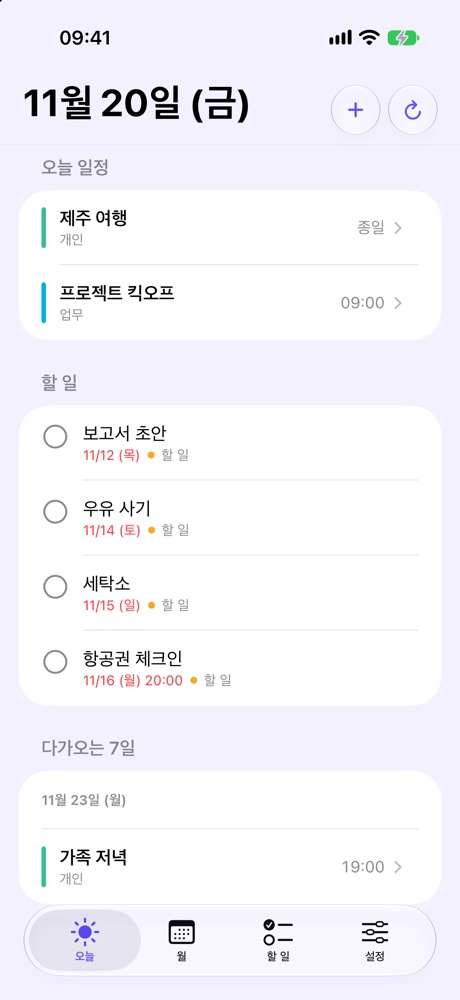 09:41
11월 20일 (금)
오늘 일정
제주 여행
개인
종일
프로젝트 킥오프
업무
09:00
할 일
보고서 초안
11/12 (목) 할 일
우유 사기
11/14 (토) 할 일
세탁소
11/15 (일) 할 일
항공권 체크인
11/16 (월) 20:00 할 일
다가오는 7일
11월 23일 (월)
가족 저녁
개인
19:00
오늘 월 할 일 설정